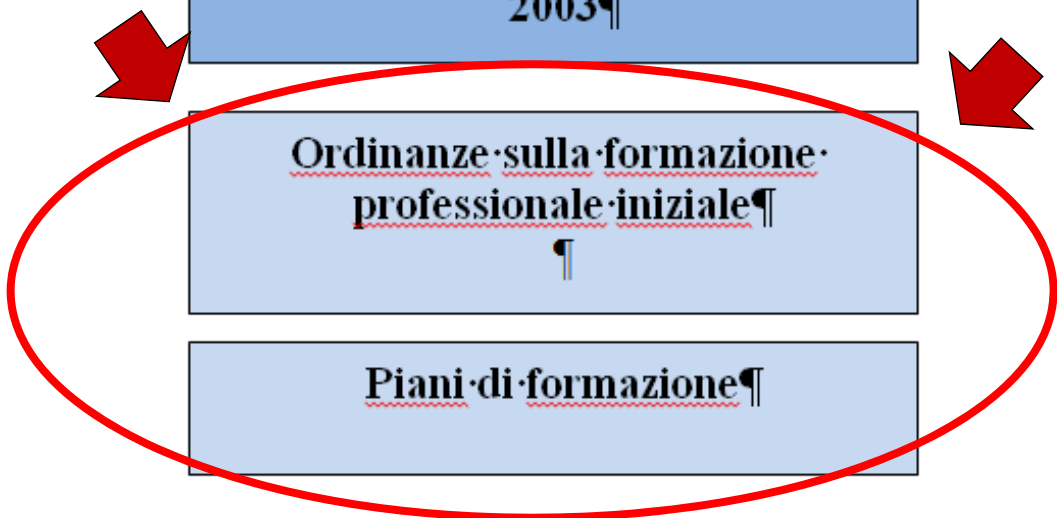 2003¶
Ordinanze·sulla·formazione·
professionale·iniziale¶
¶
Piani·di·formazione¶